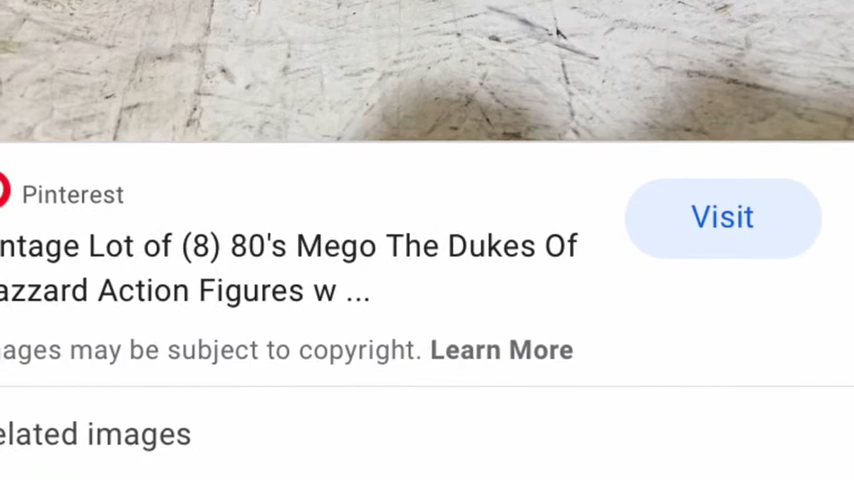 Pinterest
Visit
ntage Lot of (8) 80's Mego The Dukes Of
azzard Action Figures w ...
ages may be subject to copyright. Learn More
elated images